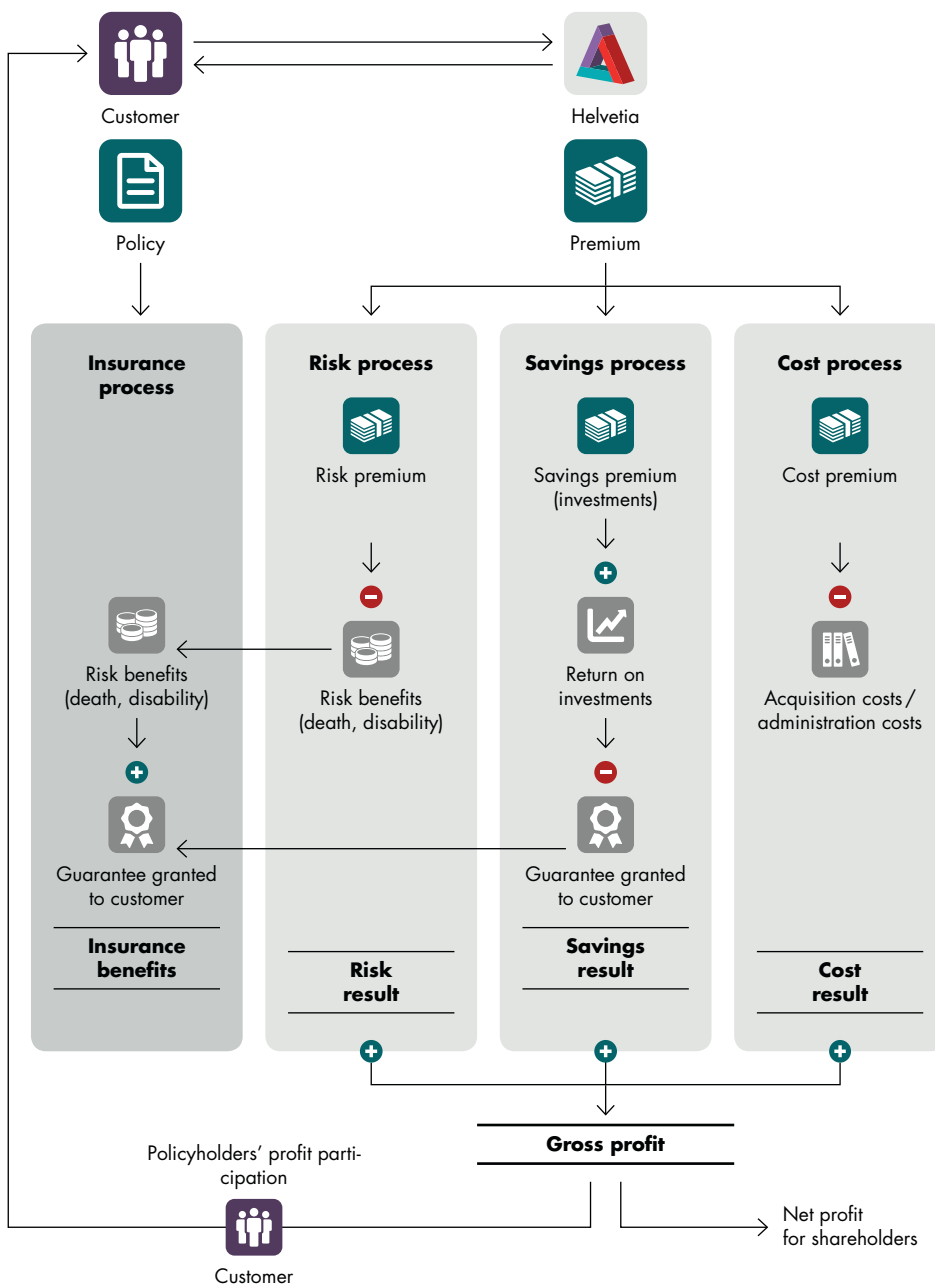 Customer
Helvetia
Policy
Premium
Insurance
process
Risk benefits
(death, disability)
Guarantee granted
to customer
Insurance
benefits
Risk process
Risk premium
Risk benefits
(death, disability)
Risk
result
Savings process
Savings premium
(investments)
Return on
investments
Guarantee granted
to customer
Savings
result
Cost process
Cost premium
Acquisition costs /
administration costs
Cost
result
Gross profit
Policyholders’ profit parti-
cipation
Customer
Net profit
for shareholders